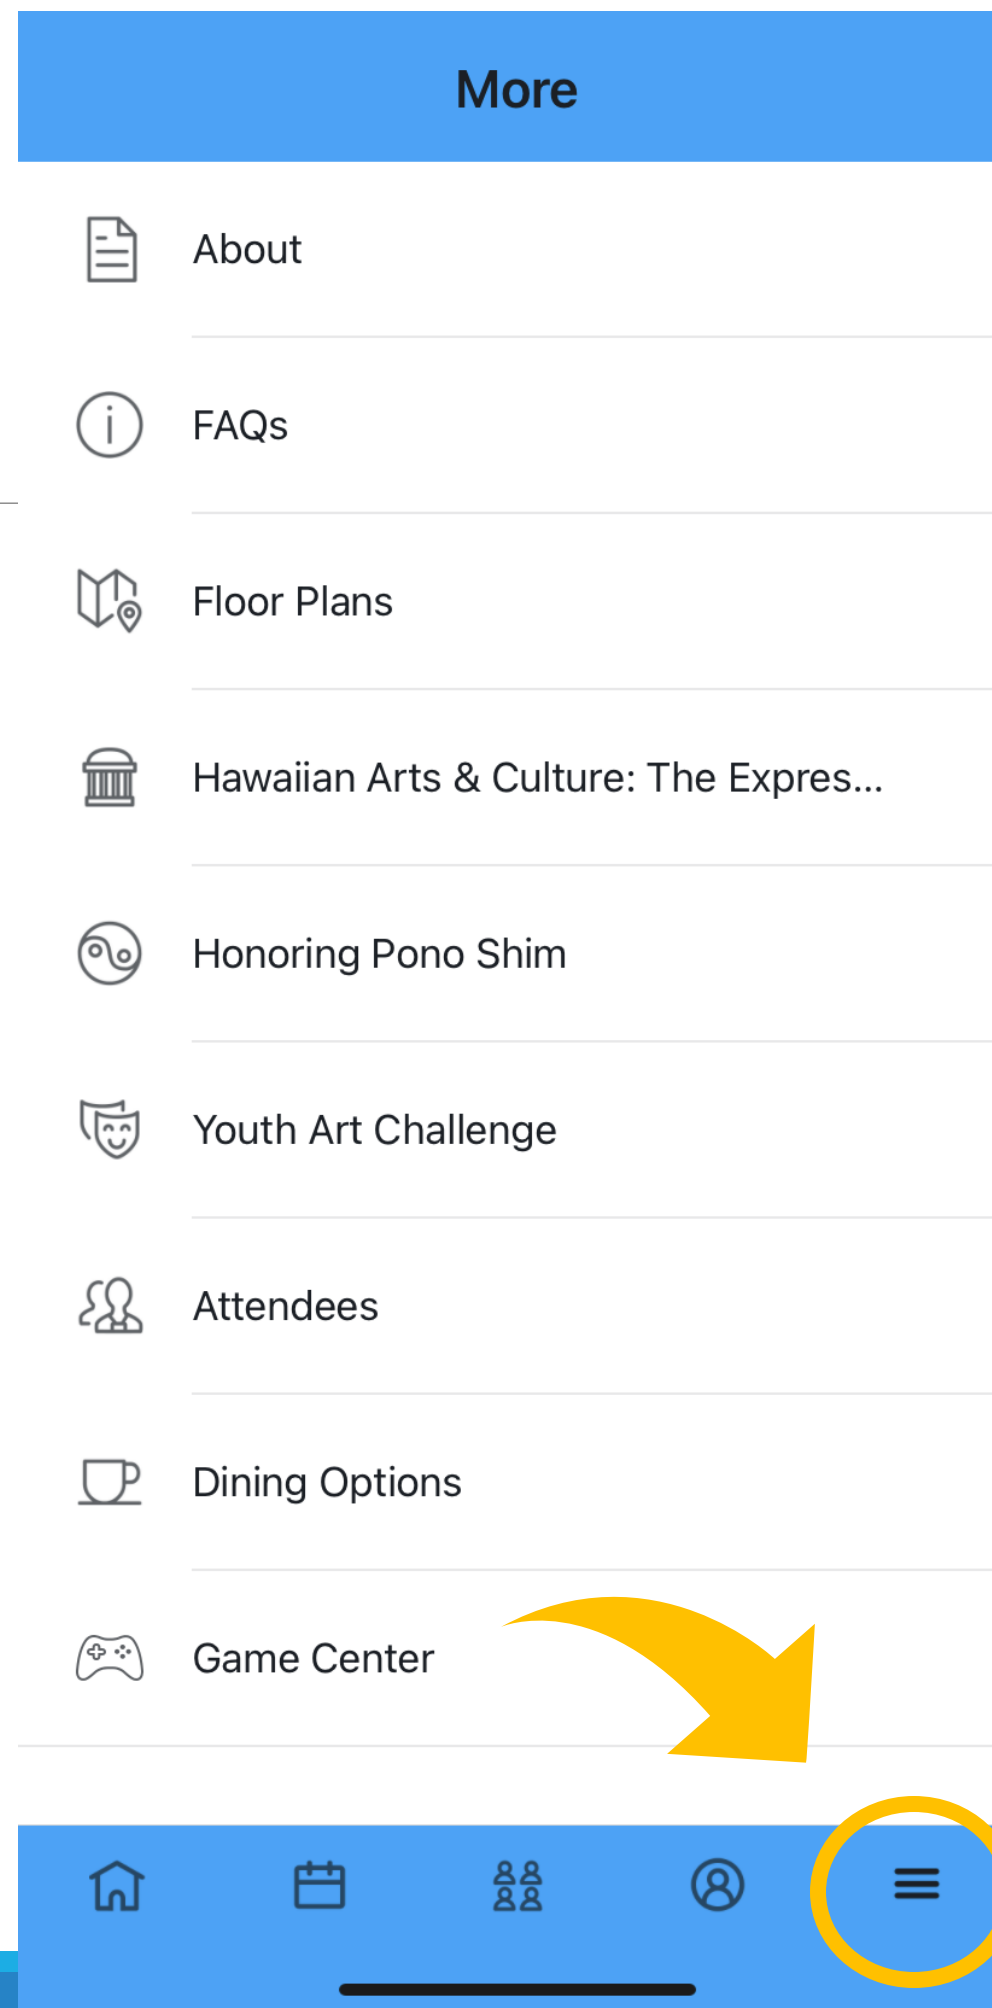 More
About
FAQs
Floor Plans
Hawaiian Arts & Culture: The Expres...
Honoring Pono Shim
Youth Art Challenge
Attendees
Dining Options
Game Center